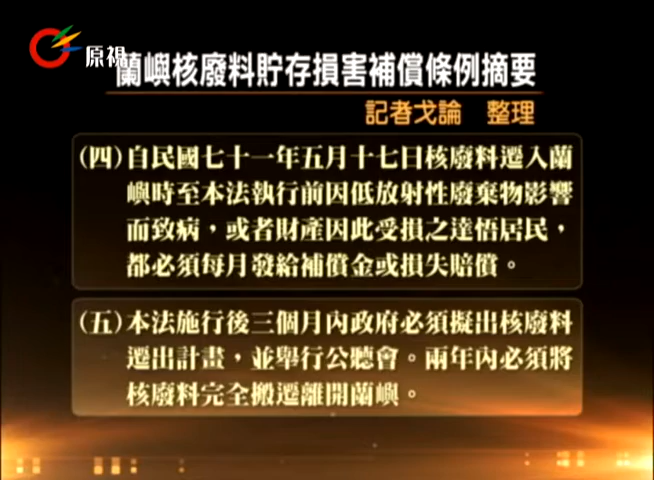 原視
蘭嶼核廢料貯存損害補償條例摘要
記者戈論 整理
(四)自民國七十一年五月十七日核廢料遷入蘭
嶼時至本法執行前因低放射性廢棄物影響
而致病，或者財產因此受損之達悟居民，
都必須每月發給補償金或損失賠償。
(五)本法施行後三個月內政府必須擬出核廢料
遷出計畫，並舉行公聽會。兩年內必須將
核廢料完全搬遷離開蘭嶼。